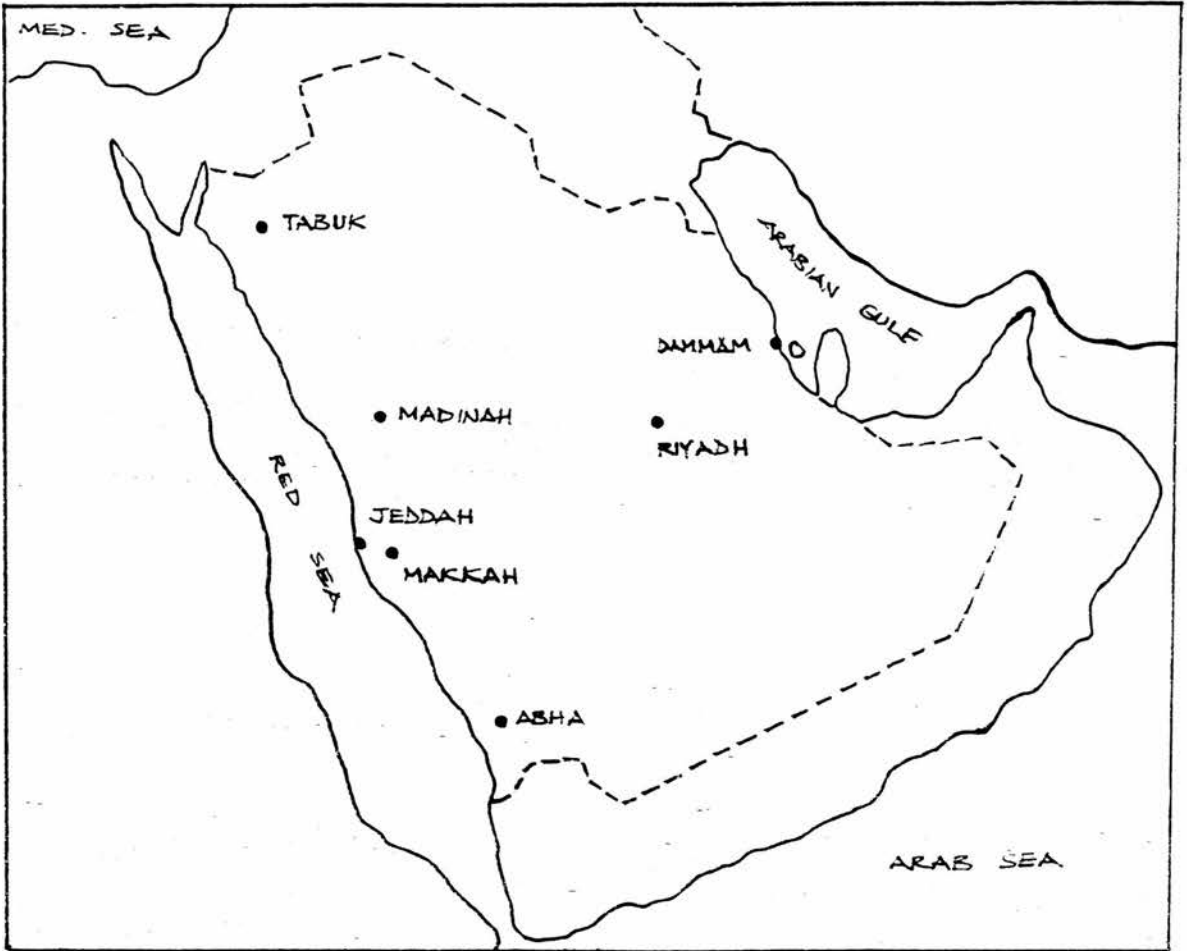 MED. SEA
TABUK
ARABIAN GULF
DAMMAM
MADINAH
RIYADH
RED SEA
JEDDAH
MAKKAH
ABHA
ARAB SEA